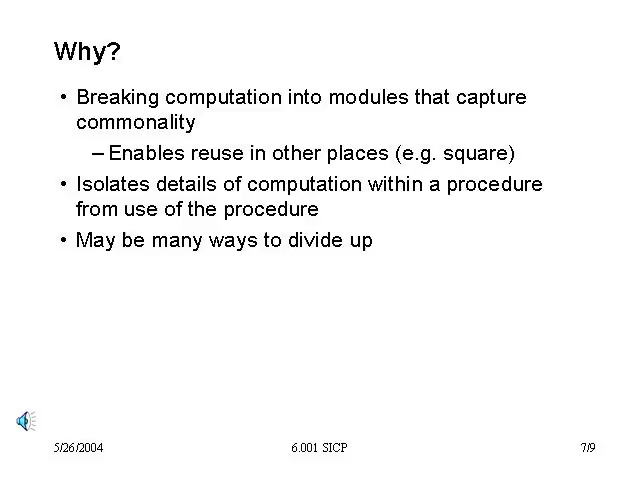 Why?
• Breaking computation into modules that capture
commonality
– Enables reuse in other places (e.g. square)
• Isolates details of computation within a procedure
from use of the procedure
• May be many ways to divide up
5/26/2004 6.001 SICP 7/9